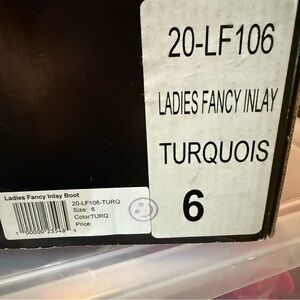 20-LF106
LADIES FANCY INLAY
TURQUOIS
6
Ladies Fancy Inlay Boot
20-LF106-TURQ
Size: 6
Color:TURQ
Price: